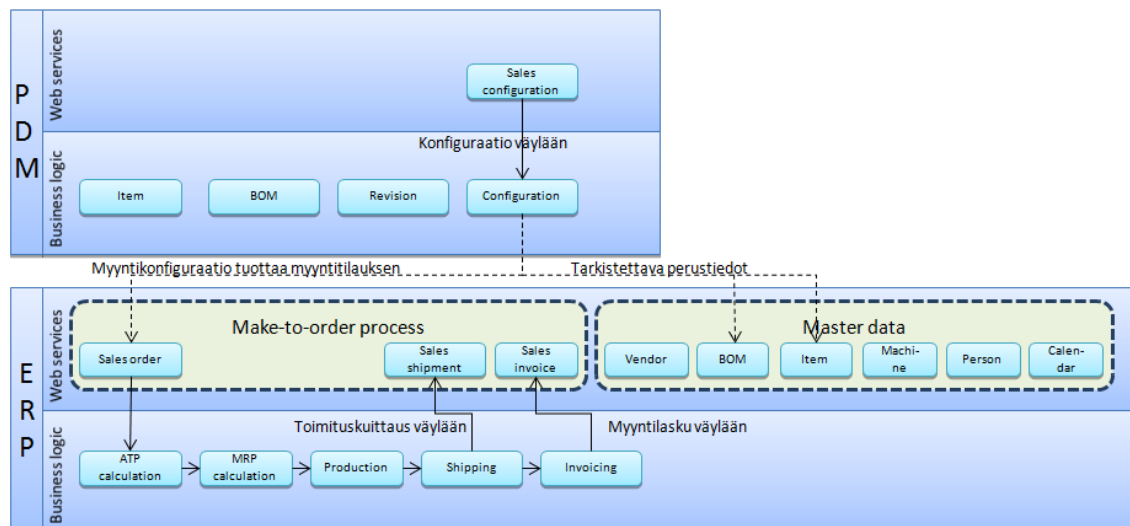 PDM
Web services
Sales
configuration
Konfiguraatio väylään
Business logic
Item
BOM
Revision
Configuration
Myyntikonfiguraatio tuottaa myyntitilauksen
Tarkistettava perustiedot
ERP
Web services
Make-to-order process
Master data
Sales order
Sales
shipment
Sales
invoice
Vendor
BOM
Item
Machi-
ne
Person
Calen-
dar
Toimituskuittaus väylään
Myyntilasku väylään
Business logic
ATP
calculation
MRP
calculation
Production
Shipping
Invoicing